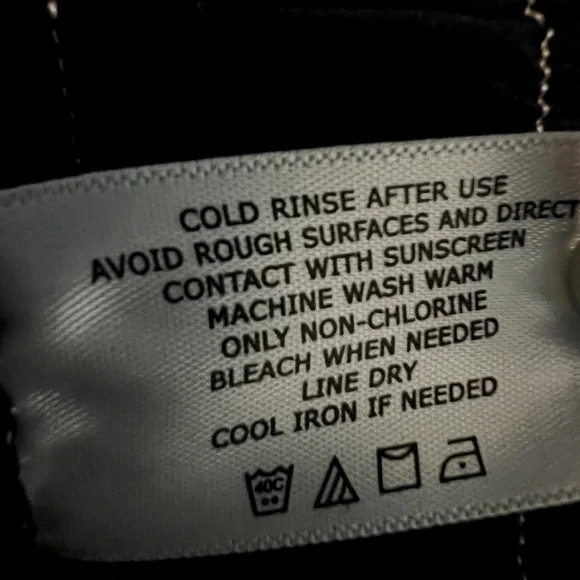 COLD RINSE AFTER USE
AVOID ROUGH SURFACES AND DIRECT
CONTACT WITH SUNSCREEN
MACHINE WASH WARM
ONLY NON-CHLORINE
BLEACH WHEN NEEDED
LINE DRY
COOL IRON IF NEEDED
40C